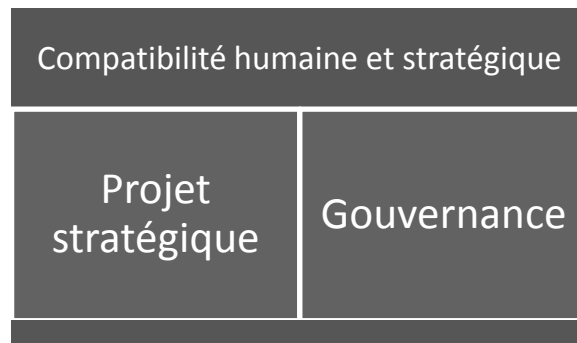 Compatibilité humaine et stratégique
Projet
stratégique
Gouvernance